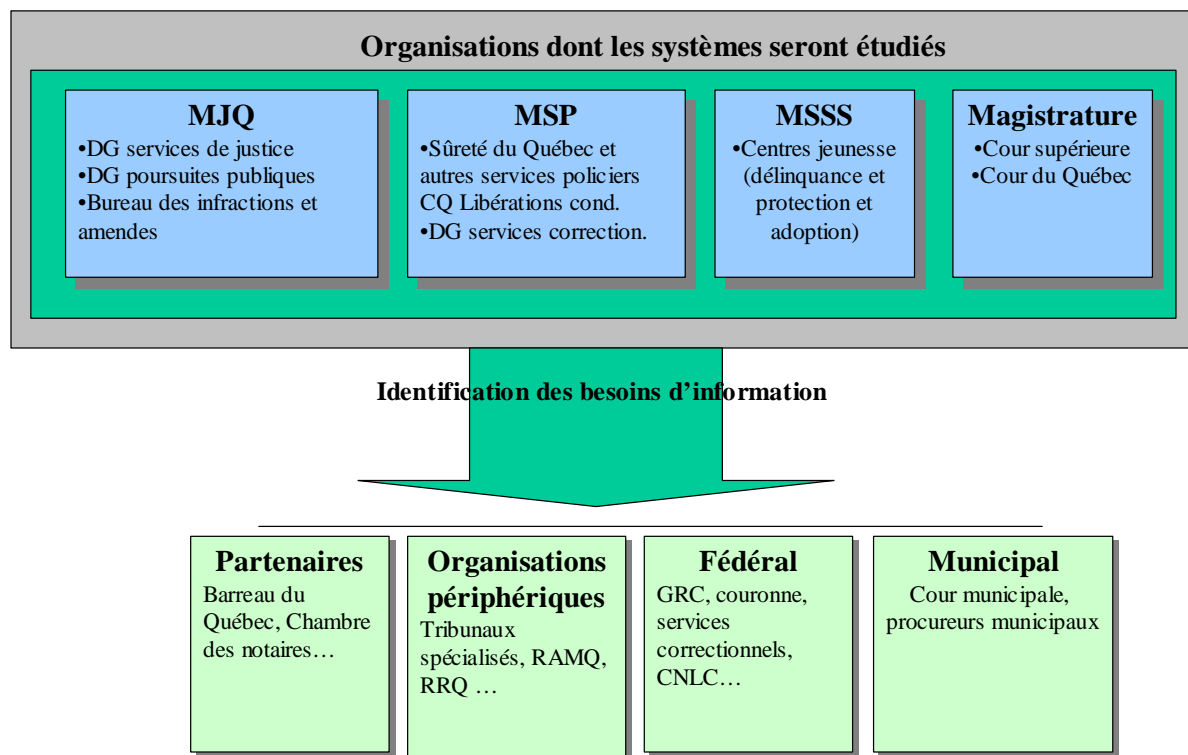 Organisations dont les systèmes seront étudiés
MJQ
•DG services de justice
•DG poursuites publiques
•Bureau des infractions et
amendes
MSP
•Sûreté du Québec et
autres services policiers
CQ Libérations cond.
•DG services correction.
MSSS
•Centres jeunesse
(délinquance et
protection et
adoption)
Magistrature
•Cour supérieure
•Cour du Québec
Identification des besoins d’information
Partenaires
Barreau du
Québec, Chambre
des notaires…
Organisations
périphériques
Tribunaux
spécialisés, RAMQ,
RRQ …
Fédéral
GRC, couronne,
services
correctionnels,
CNLC…
Municipal
Cour municipale,
procureurs municipaux